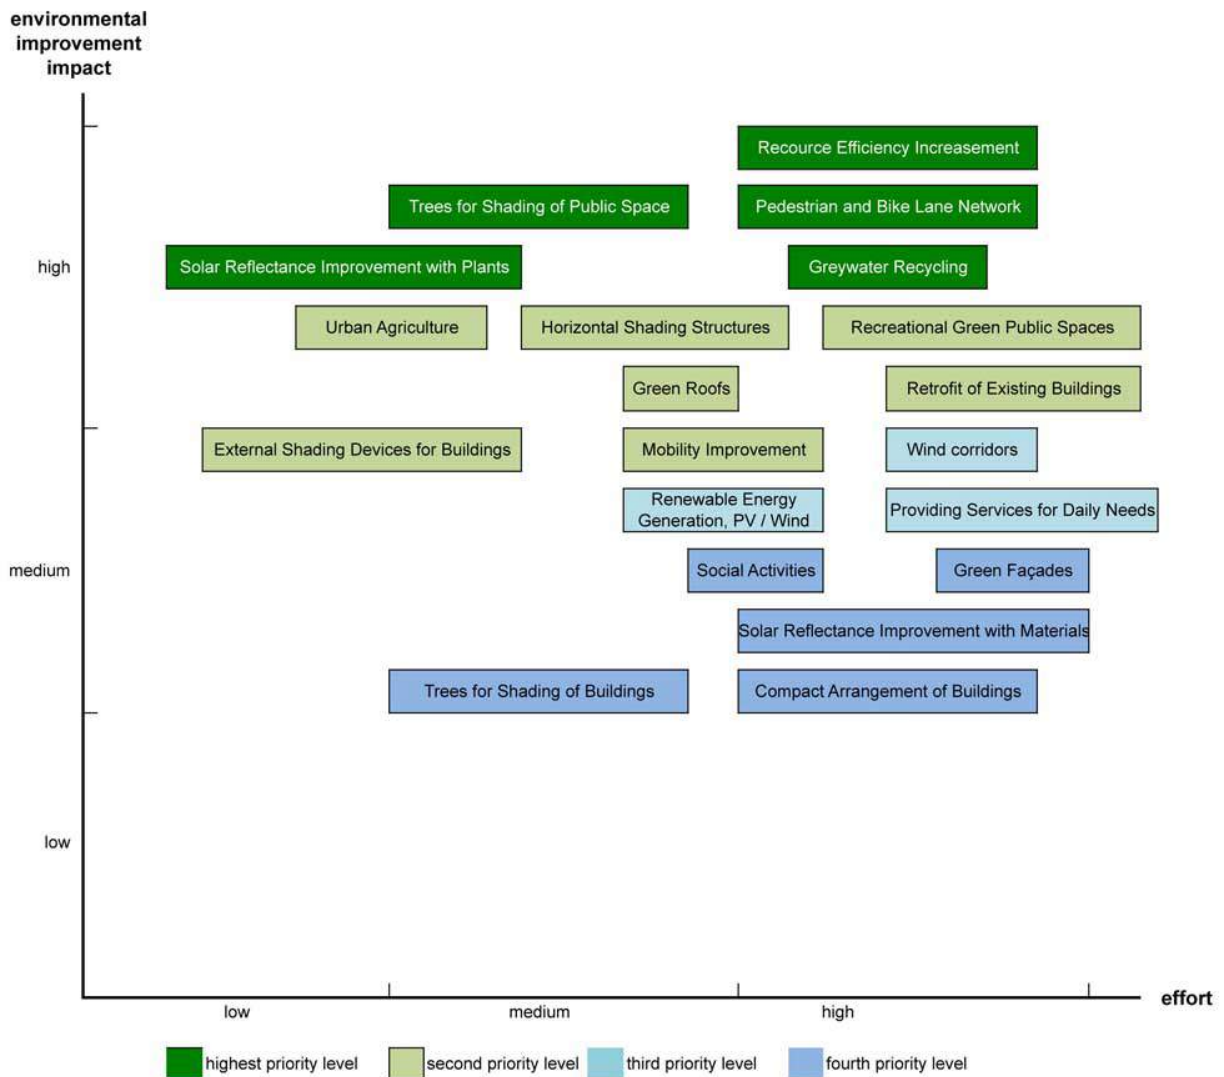 environmental
improvement
impact
Recource Efficiency Increasement
Trees for Shading of Public Space
Pedestrian and Bike Lane Network
high
Solar Reflectance Improvement with Plants
Greywater Recycling
Urban Agriculture
Horizontal Shading Structures
Recreational Green Public Spaces
Green Roofs
Retrofit of Existing Buildings
External Shading Devices for Buildings
Mobility Improvement
Wind corridors
Renewable Energy
Generation, PV / Wind
Providing Services for Daily Needs
medium
Social Activities
Green Façades
Solar Reflectance Improvement with Materials
Trees for Shading of Buildings
Compact Arrangement of Buildings
low
effort
low
medium
high
highest priority level
second priority level
third priority level
fourth priority level